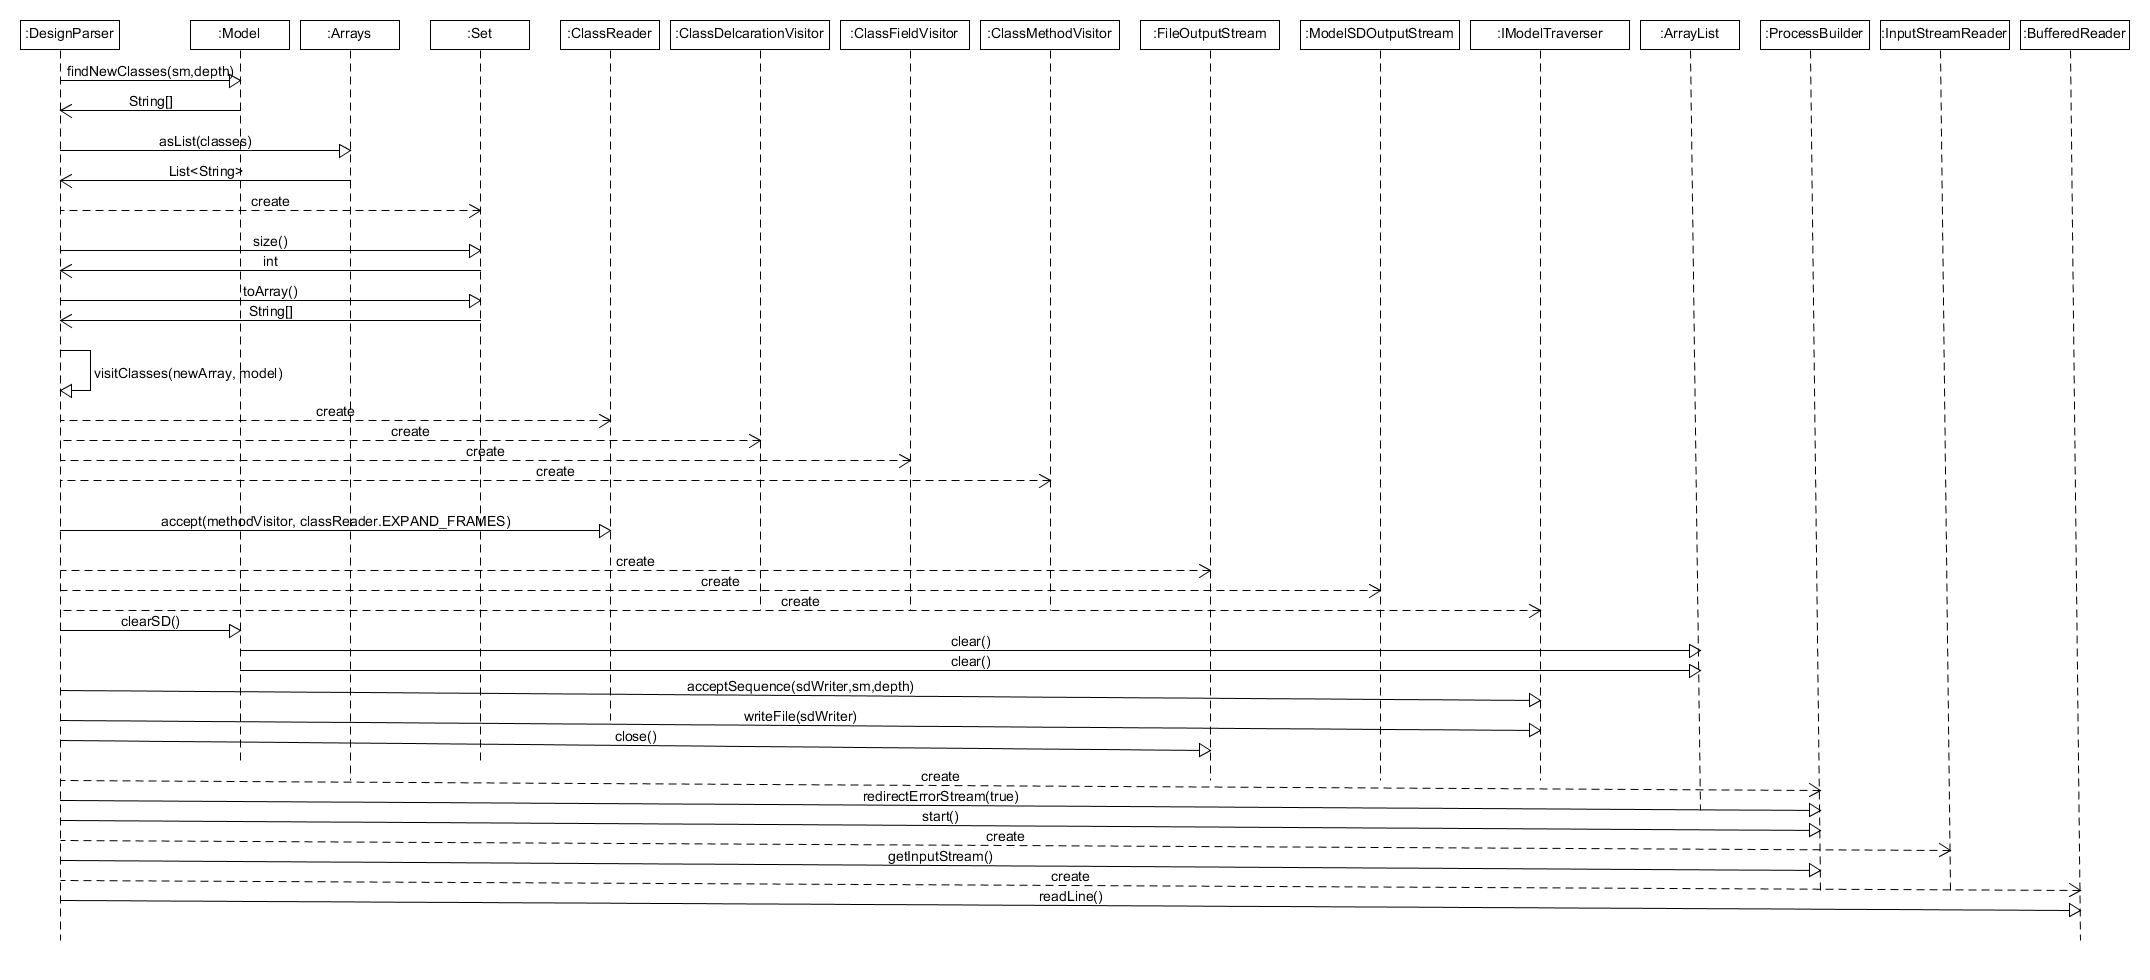 :DesignParser
:Model
:Arrays
:Set
:ClassReader
:ClassDelcarationVisitor
:ClassFieldVisitor
:ClassMethodVisitor
:FileOutputStream
:ModelSDOutputStream
:IModelTraverser
:ArrayList
:ProcessBuilder
:InputStreamReader
:BufferedReader
findNewClasses(sm,depth)
String[]
asList(classes)
List<String>
create
size()
int
toArray()
String[]
visitClasses(newArray, model)
create
create
create
create
accept(methodVisitor, classReader.EXPAND_FRAMES)
create
create
create
clearSD()
clear()
clear()
acceptSequence(sdWriter,sm,depth)
writeFile(sdWriter)
close()
create
redirectErrorStream(true)
start()
create
getInputStream()
create
readLine()